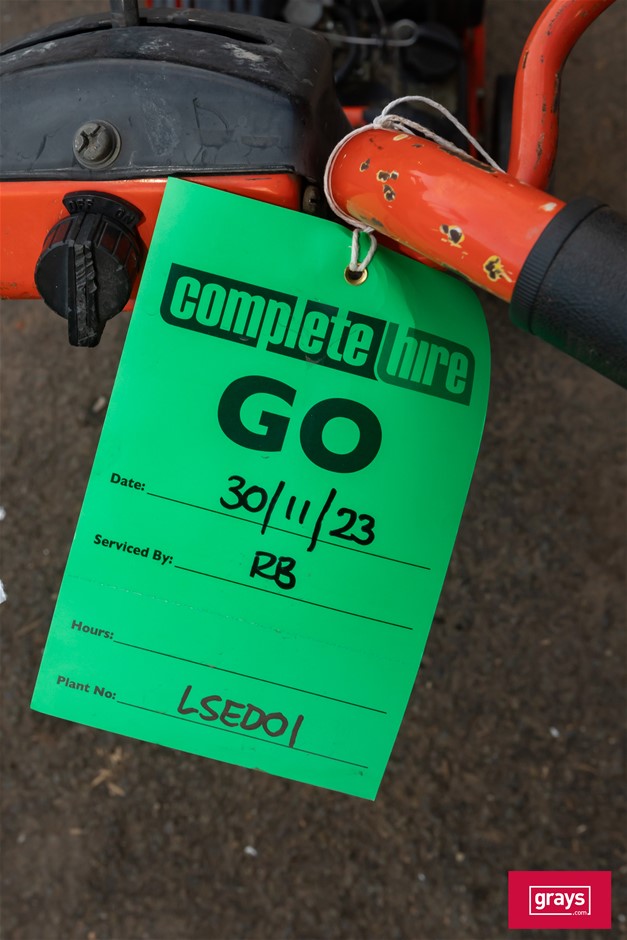 OFF
complete hire
GO
Date: 30/11/23
Serviced By: RB
Hours:
Plant No: LSED01
grays
.com